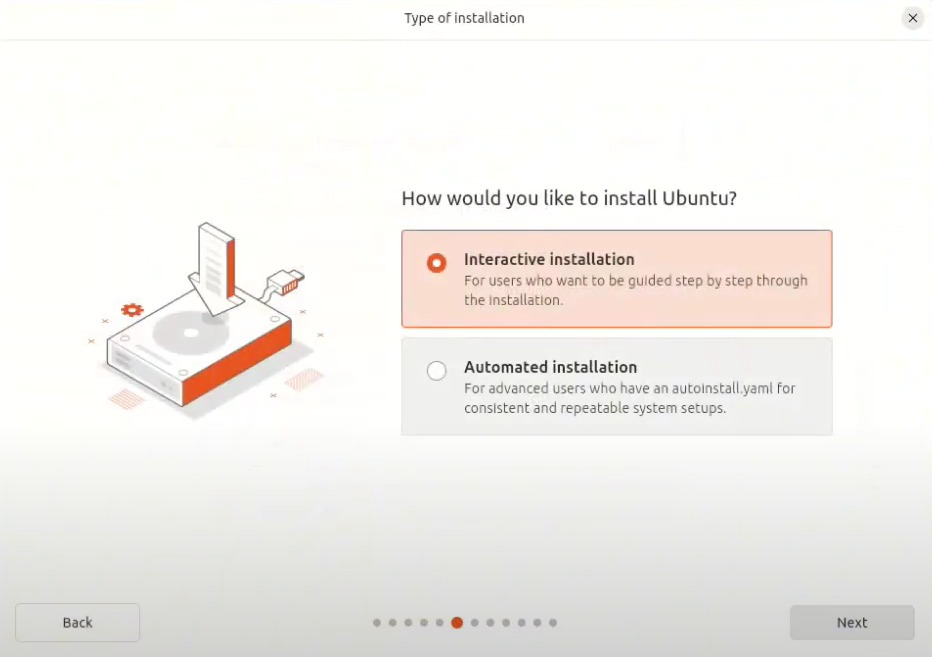 Type of installation
How would you like to install Ubuntu?
Interactive installation
For users who want to be guided step by step through
the installation.
Automated installation
For advanced users who have an autoinstall.yaml for
consistent and repeatable system setups.
Back
Next